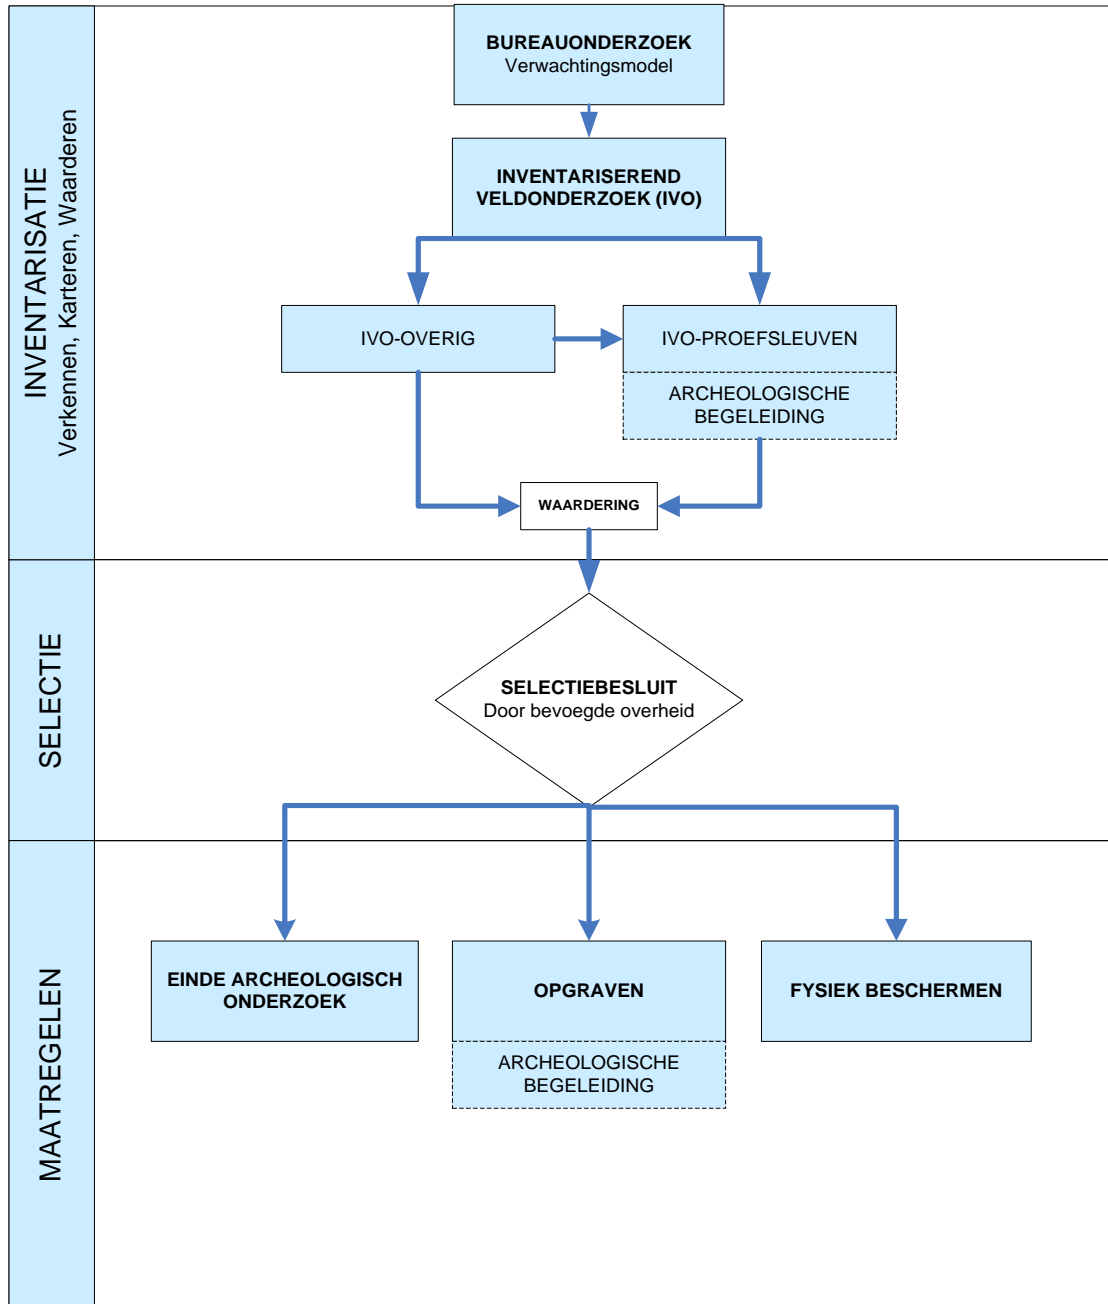 INVENTARISATIE
Verkennen, Karteren, Waarderen
BUREAUONDERZOEK
Verwachtingsmodel
INVENTARISEREND
VELDONDERZOEK (IVO)
IVO-OVERIG
IVO-PROEFSLEUVEN
ARCHEOLOGISCHE
BEGELEIDING
WAARDERING
SELECTIE
SELECTIEBESLUIT
Door bevoegde overheid
MAATREGELEN
EINDE ARCHEOLOGISCH
ONDERZOEK
OPGRAVEN
ARCHEOLOGISCHE
BEGELEIDING
FYSIEK BESCHERMEN